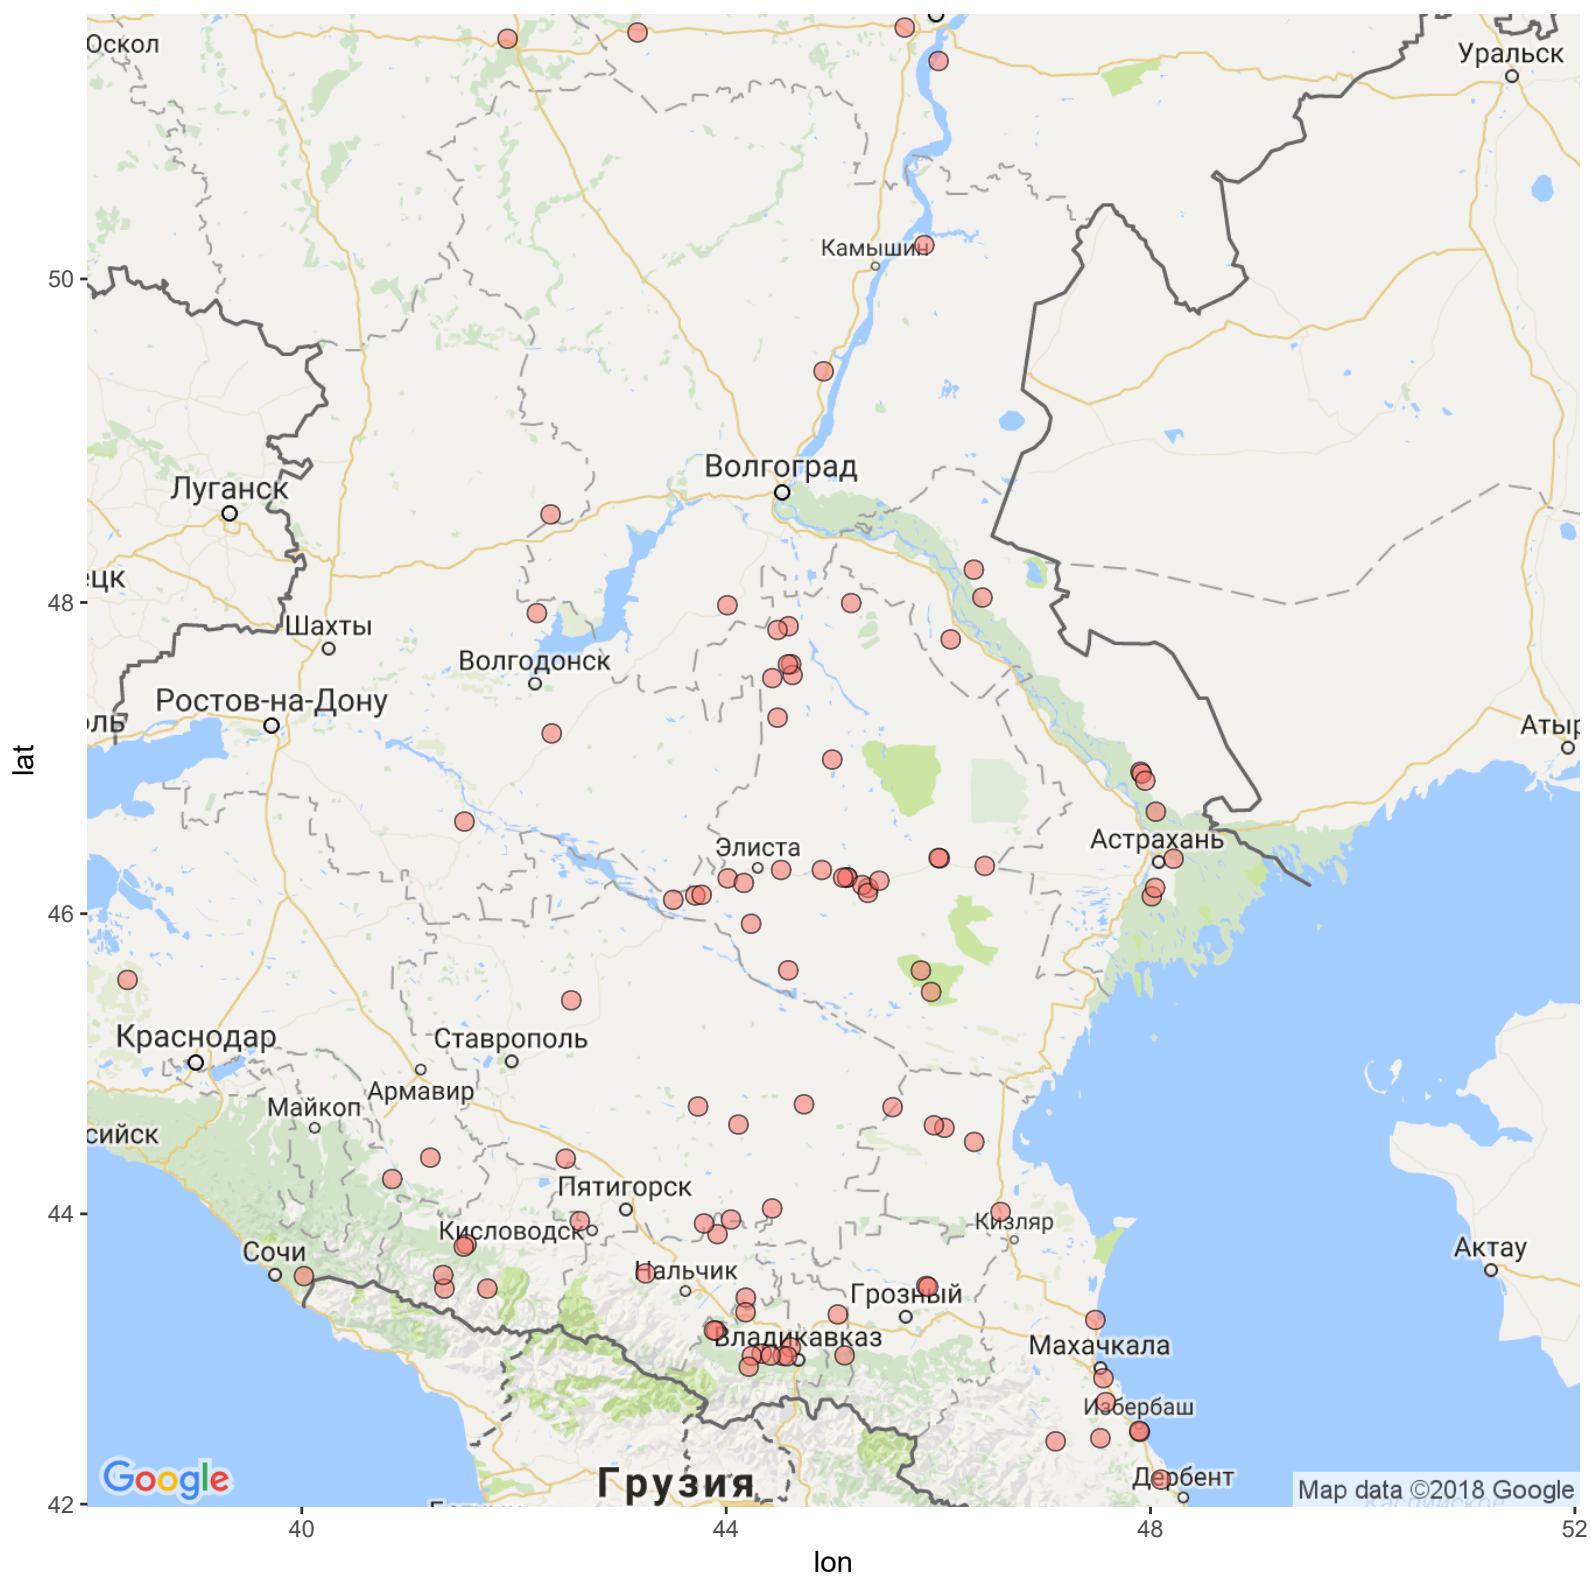 Оскол
Уральск
Камышин
50
Волгоград
Луганск
ецк
48
Шахты
Волгодонск
Ростов-на-Дону
оль
Атыр
lat
Астрахань
Элиста
46
Краснодар
Ставрополь
Армавир
Майкоп
сийск
Пятигорск
44
Кисловодск
Кизляр
Сочи
Актау
Нальчик
Грозный
Владикавказ
Махачкала
Избербаш
Google
Грузия
Дербент
Map data ©2018 Google
42
40
44
48
52
lon